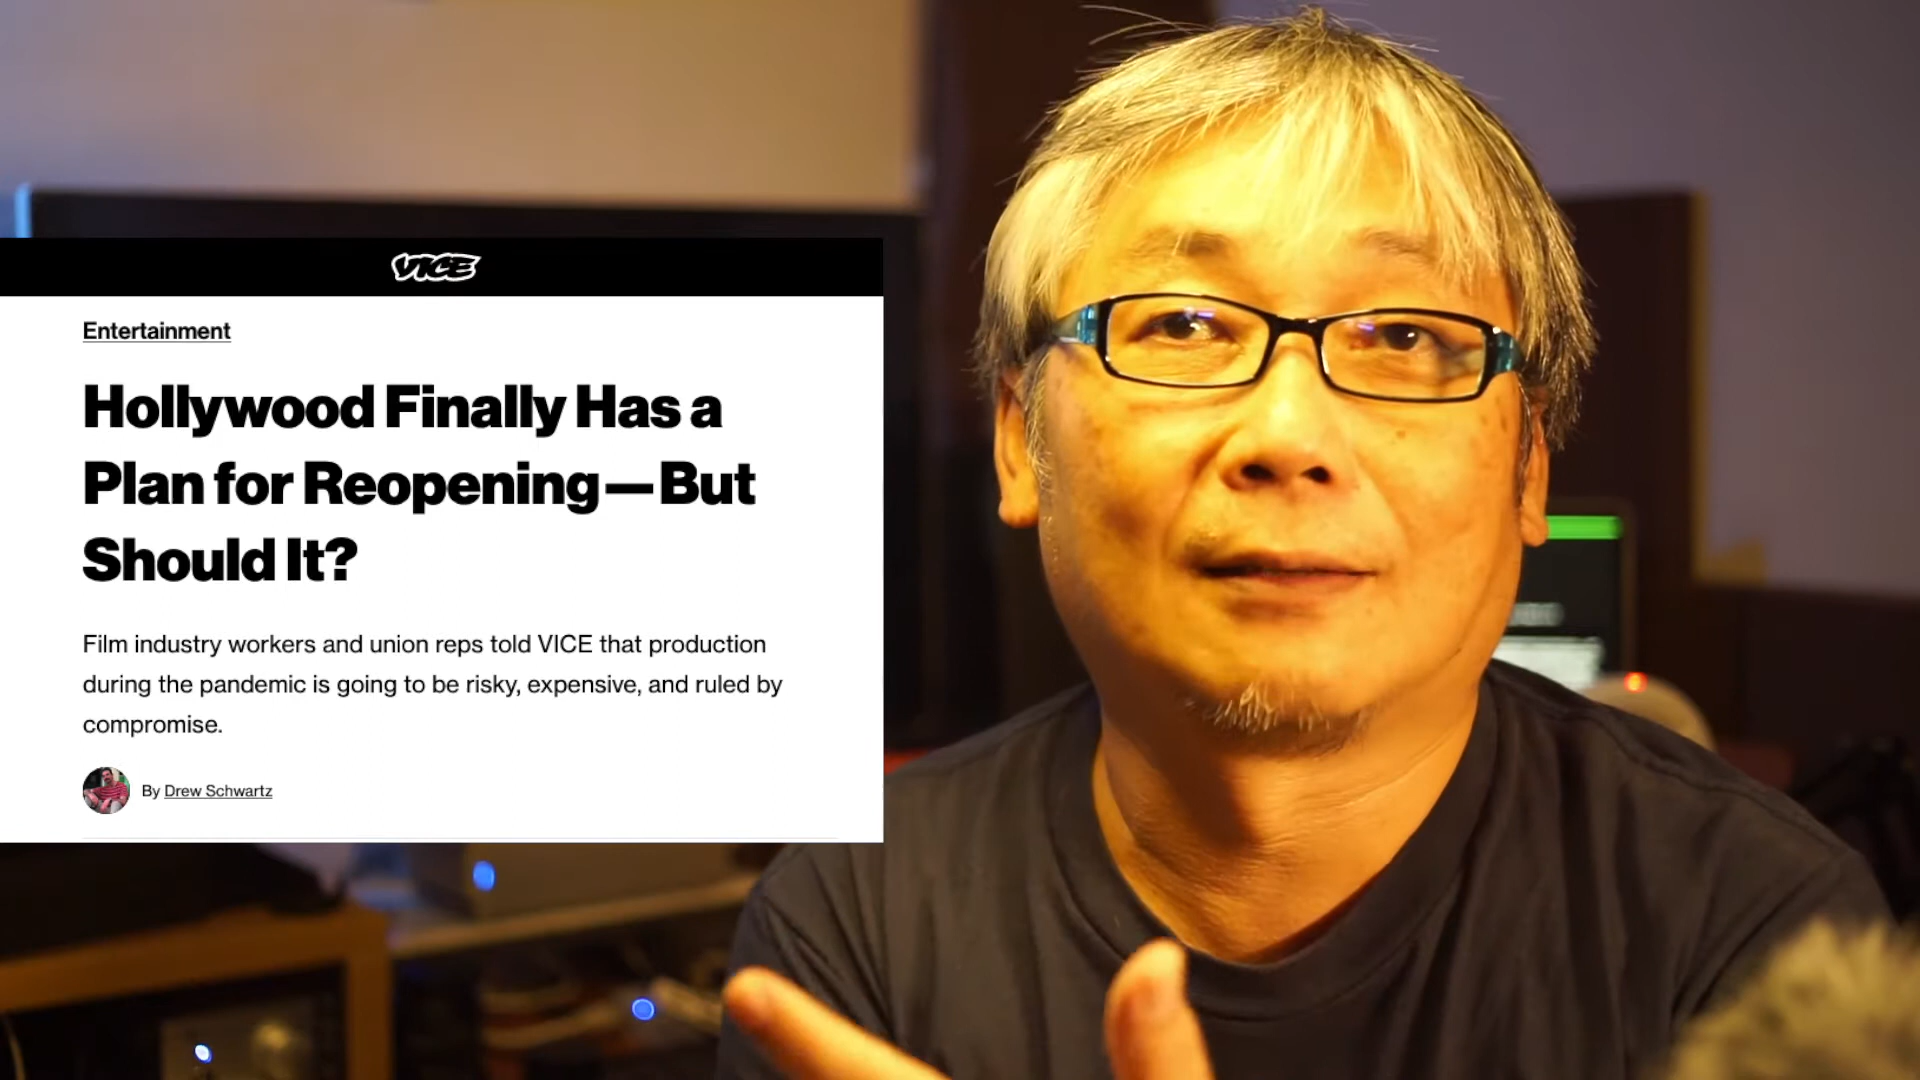 VICE
Entertainment
Hollywood Finally Has a
Plan for Reopening—But
Should It?
Film industry workers and union reps told VICE that production
during the pandemic is going to be risky, expensive, and ruled by
compromise.
By Drew Schwartz